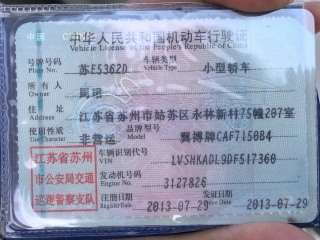 中华人民共和国机动车行驶证
Vehicle License of the People's Republic of China
号牌号码 苏E5362D 车辆类型 小型轿车
Plate No. Vehicle Type
所有人 周珺
Owner
住址 江苏省苏州市姑苏区永林新村75幢207室
Address
使用性质 非营运 品牌型号 翼搏牌CAF7150B4
Use Character Model
江苏省苏州市公安局交通巡逻警察支队
车辆识别代号 LVSHKADL9DF517360
VIN
发动机号码 3127826
Engine No.
注册日期 2013-07-29 发证日期 2013-07-29
Register Date Issue Date